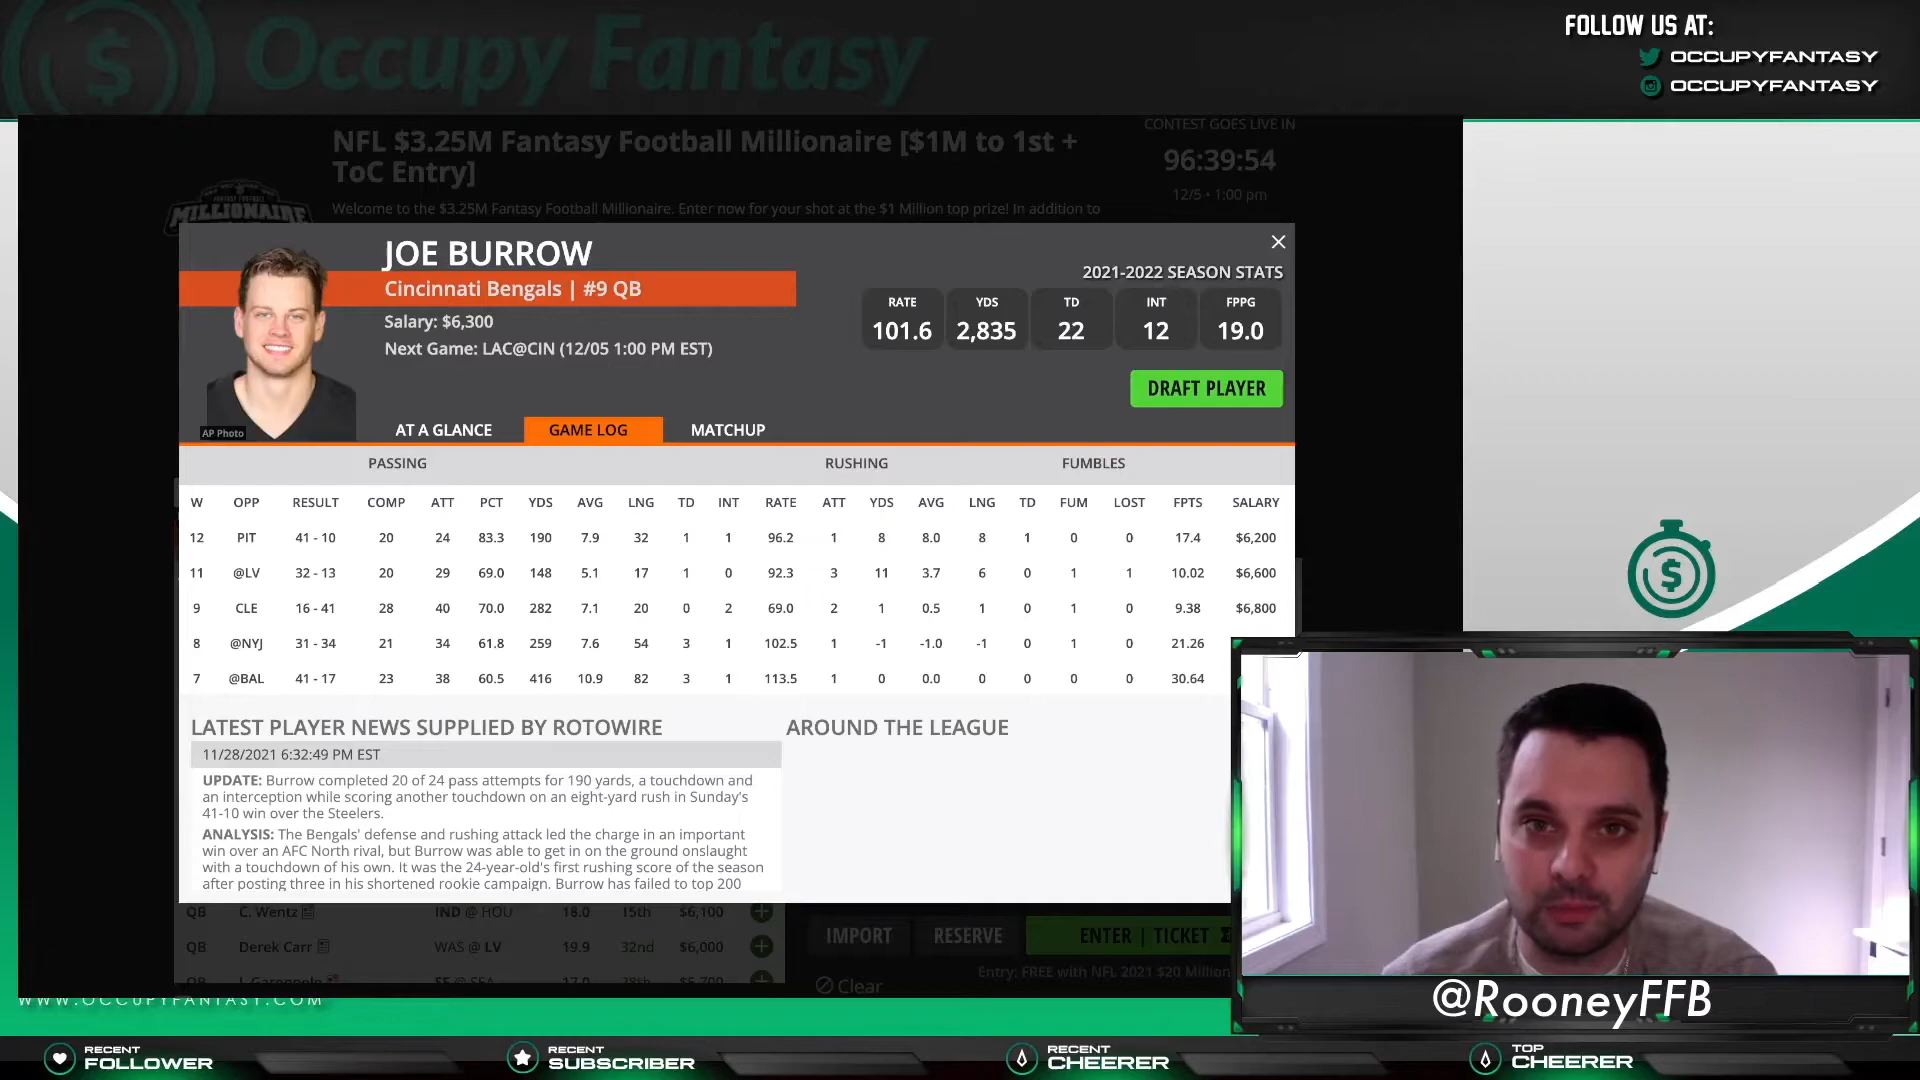 Occupy Fantasy
FOLLOW US AT:
OCCUPYFANTASY
OCCUPYFANTASY
NFL $3.25M Fantasy Football Millionaire [$1M to 1st +
ToC Entry]
CONTEST GOES LIVE IN
96:39:54
12/5 • 1:00 pm
MILLIONAIRE
Welcome to the $3.25M Fantasy Football Millionaire. Enter now for your shot at the $1 Million top prize! In addition to
JOE BURROW
Cincinnati Bengals | #9 QB
Salary: $6,300
Next Game: LAC@CIN (12/05 1:00 PM EST)
AP Photo
2021-2022 SEASON STATS
RATE YDS TD INT FPPG
101.6 2,835 22 12 19.0
DRAFT PLAYER
AT A GLANCE GAME LOG MATCHUP
PASSING RUSHING FUMBLES
W OPP RESULT COMP ATT PCT YDS AVG LNG TD INT RATE ATT YDS AVG LNG TD FUM LOST FPTS SALARY
12 PIT 41 - 10 20 24 83.3 190 7.9 32 1 1 96.2 1 8 8.0 8 1 0 0 17.4 $6,200
11 @LV 32 - 13 20 29 69.0 148 5.1 17 1 0 92.3 3 11 3.7 6 0 1 1 10.02 $6,600
9 CLE 16 - 41 28 40 70.0 282 7.1 20 0 2 69.0 2 1 0.5 1 0 1 0 9.38 $6,800
8 @NYJ 31 - 34 21 34 61.8 259 7.6 54 3 1 102.5 1 -1 -1.0 -1 0 1 0 21.26
7 @BAL 41 - 17 23 38 60.5 416 10.9 82 3 1 113.5 1 0 0.0 0 0 0 0 30.64
LATEST PLAYER NEWS SUPPLIED BY ROTOWIRE
11/28/2021 6:32:49 PM EST
UPDATE: Burrow completed 20 of 24 pass attempts for 190 yards, a touchdown and
an interception while scoring another touchdown on an eight-yard rush in Sunday's
41-10 win over the Steelers.
ANALYSIS: The Bengals' defense and rushing attack led the charge in an important
win over an AFC North rival, but Burrow was able to get in on the ground onslaught
with a touchdown of his own. It was the 24-year-old's first rushing score of the season
after posting three in his shortened rookie campaign. Burrow has failed to top 200
AROUND THE LEAGUE
QB C. Wentz IND @ HOU 18.0 15th $6,100
QB Derek Carr WAS @ LV 19.9 32nd $6,000
IMPORT RESERVE ENTER | TICKET
Entry: FREE with NFL 2021 $20 Million
Clear
WWW.OCCUPYFANTASY.COM
@RooneyFFB
RECENT
FOLLOWER
RECENT
SUBSCRIBER
RECENT
CHEERER
TOP
CHEERER